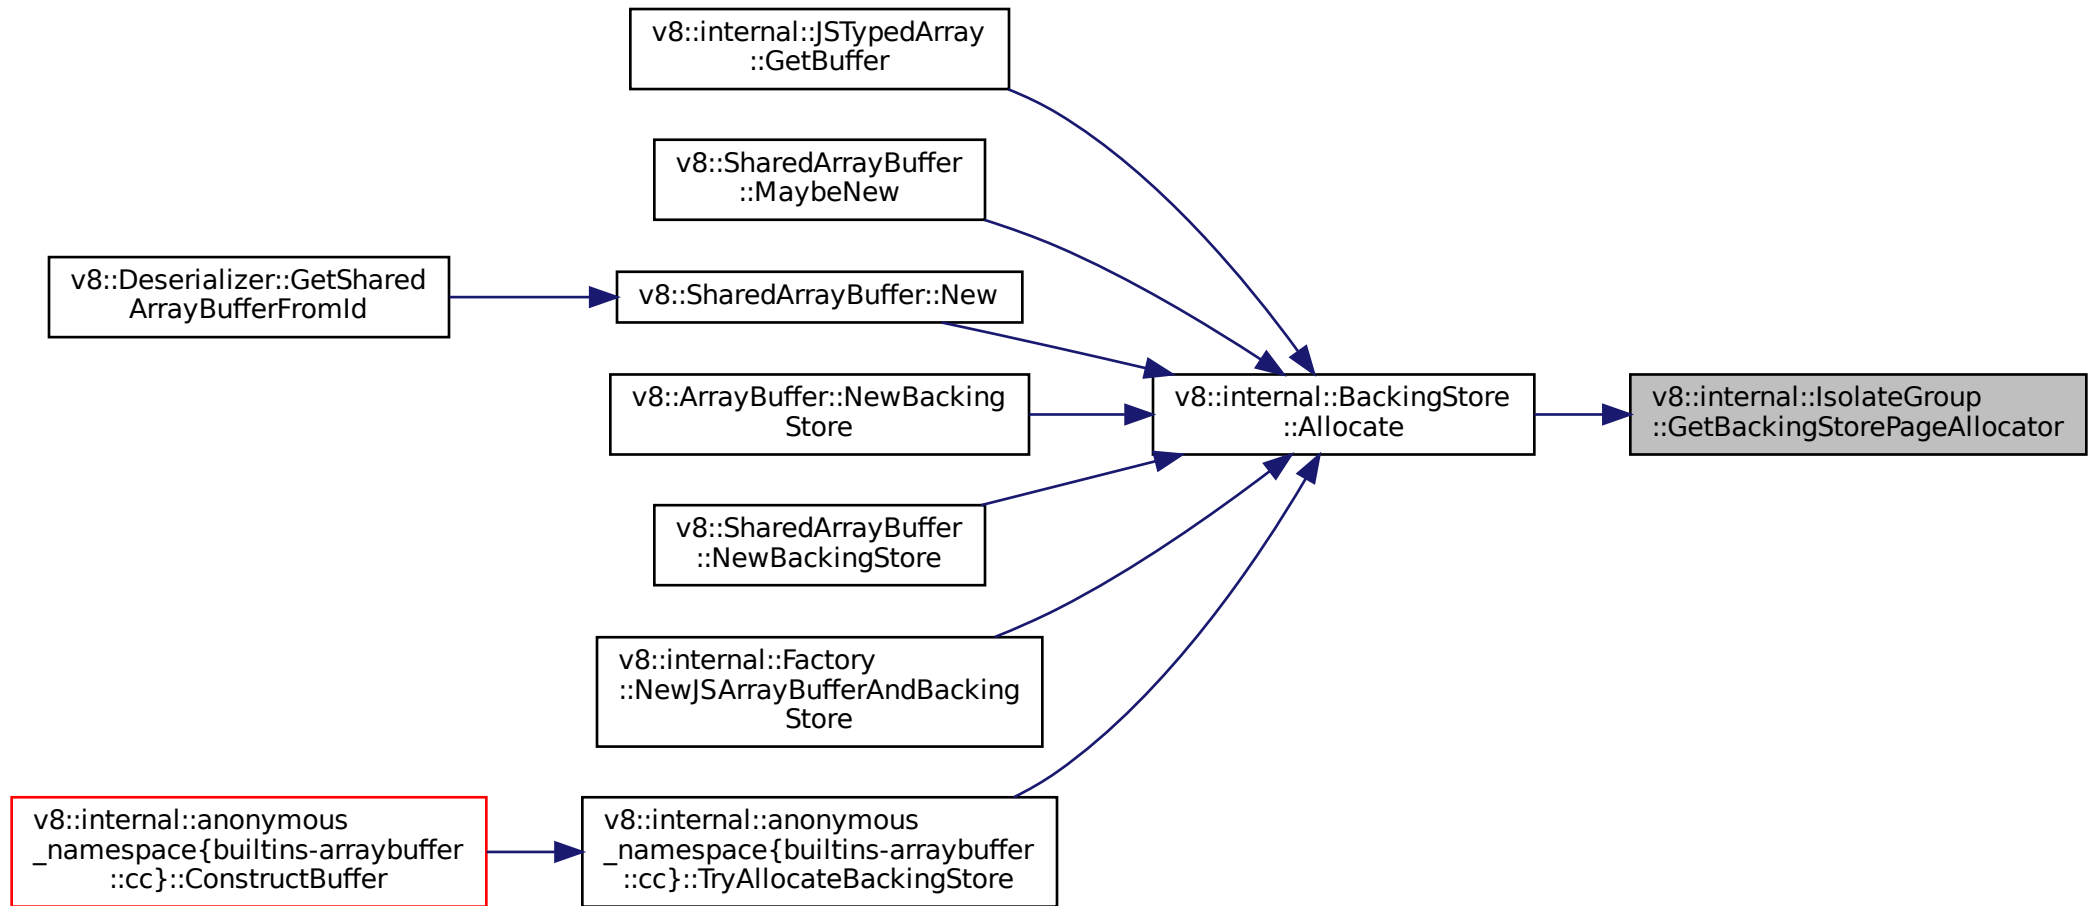 v8::internal::JSTypedArray
::GetBuffer
v8::SharedArrayBuffer
::MaybeNew
v8::Deserializer::GetShared
ArrayBufferFromId
v8::SharedArrayBuffer::New
v8::ArrayBuffer::NewBacking
Store
v8::internal::BackingStore
::Allocate
v8::internal::IsolateGroup
::GetBackingStorePageAllocator
v8::SharedArrayBuffer
::NewBackingStore
v8::internal::Factory
::NewJSArrayBufferAndBacking
Store
v8::internal::anonymous
_namespace{builtins-arraybuffer
::cc}::ConstructBuffer
v8::internal::anonymous
_namespace{builtins-arraybuffer
::cc}::TryAllocateBackingStore